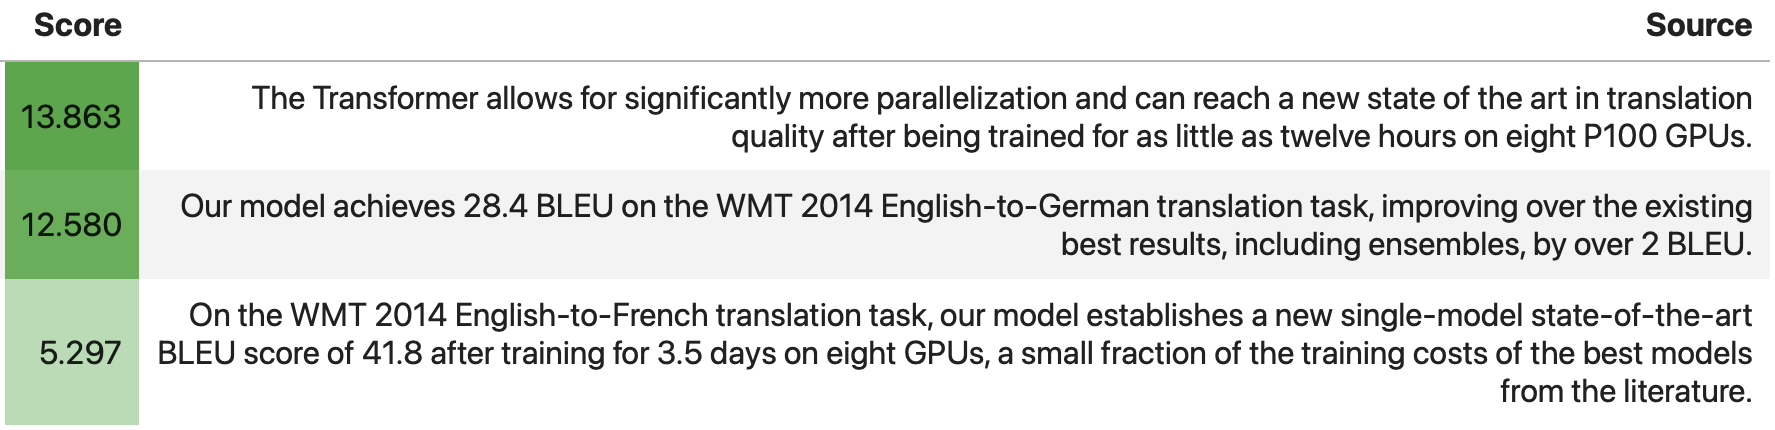 Score Source
13.863 The Transformer allows for significantly more parallelization and can reach a new state of the art in translation
quality after being trained for as little as twelve hours on eight P100 GPUs.
12.580 Our model achieves 28.4 BLEU on the WMT 2014 English-to-German translation task, improving over the existing
best results, including ensembles, by over 2 BLEU.
On the WMT 2014 English-to-French translation task, our model establishes a new single-model state-of-the-art
5.297 BLEU score of 41.8 after training for 3.5 days on eight GPUs, a small fraction of the training costs of the best models
from the literature.